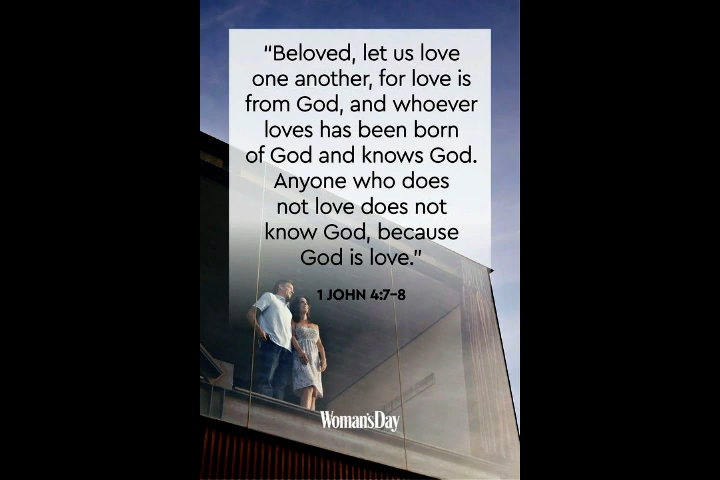 “Beloved, let us love
one another, for love is
from God, and whoever
loves has been born
of God and knows God.
Anyone who does
not love does not
know God, because
God is love.”
1 JOHN 4:7–8
Woman'sDay